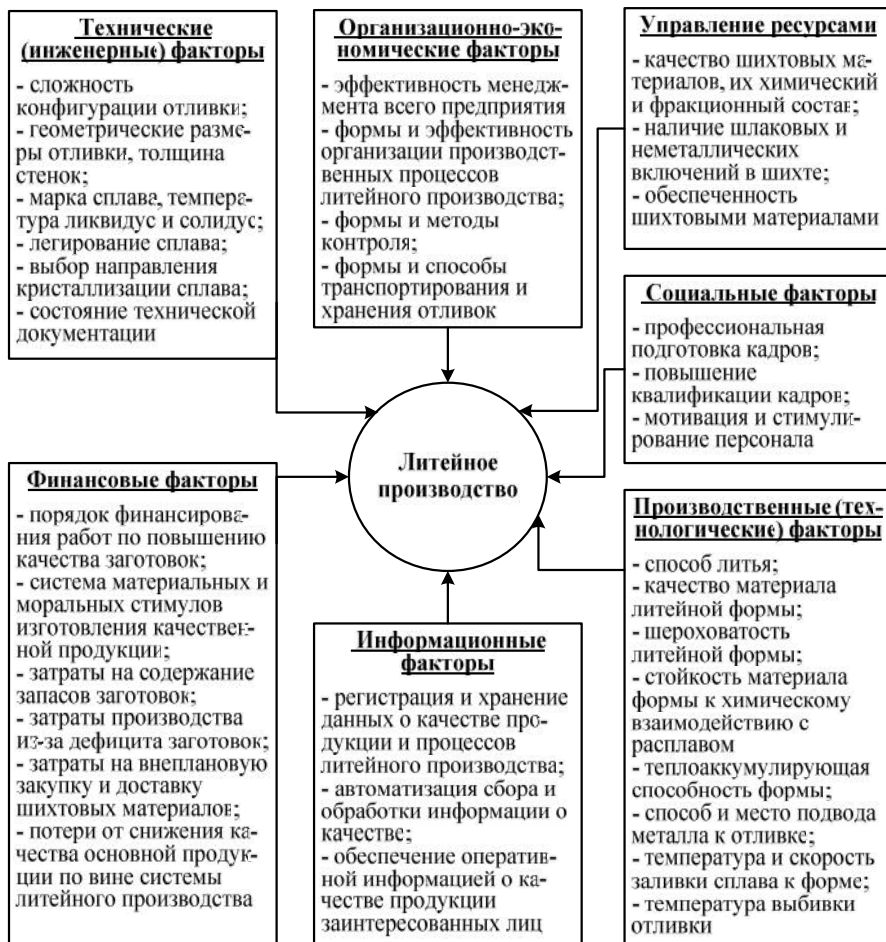 Технические
(инженерные) факторы
- сложность
конфигурации отливки;
- геометрические разме-
ры отливки, толщина
стенок;
- марка сплава, темпера-
тура ликвидус и солидус;
- легирование сплава;
- выбор направления
кристаллизации сплава;
- состояние технической
документации
Организационно-эко-
номические факторы
- эффективность менедж-
мента всего предприятия
- формы и эффективность
организации производст-
венных процессов
литейного производства;
- формы и методы
контроля;
- формы и способы
транспортирования и
хранения отливок
Управление ресурсами
- качество шихтовых ма-
териалов, их химический
и фракционный состав;
- наличие шлаковых и
неметаллических
включений в шихте;
- обеспеченность
шихтовыми материалами
Социальные факторы
- профессиональная
подготовка кадров;
- повышение
квалификации кадров;
- мотивация и стимули-
рование персонала
Литейное
производство
Финансовые факторы
- порядок финансирова-
ния работ по повышению
качества заготовок;
- система материальных и
моральных стимулов
изготовления качествен-
ной продукции;
- затраты на содержание
запасов заготовок;
- затраты производства
из-за дефицита заготовок;
- затраты на внеплановую
закупку и доставку
шихтовых материалов;
- потери от снижения ка-
чества основной продук-
ции по вине системы
литейного производства
Информационные
факторы
- регистрация и хранение
данных о качестве про-
дукции и процессов
литейного производства;
- автоматизация сбора и
обработки информации о
качестве;
- обеспечение оператив-
ной информацией о ка-
честве продукции
заинтересованных лиц
Производственные (тех-
нологические) факторы
- способ литья;
- качество материала
литейной формы;
- шероховатость
литейной формы;
- стойкость материала
формы к химическому
взаимодействию с
расплавом
- теплоаккумулирующая
способность формы;
- способ и место подвода
металла к отливке;
- температура и скорость
заливки сплава к форме;
- температура выбивки
отливки